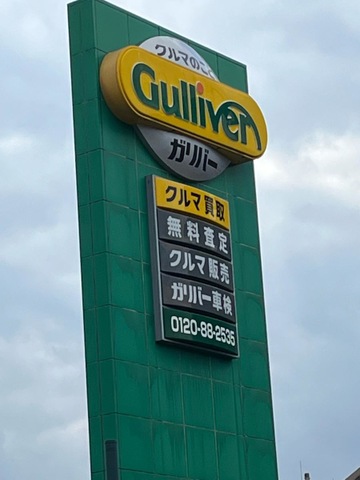 クルマのこと
Gulliver
ガリバー
クルマ買取
無料査定
クルマ販売
ガリバー車検
0120-88-2535